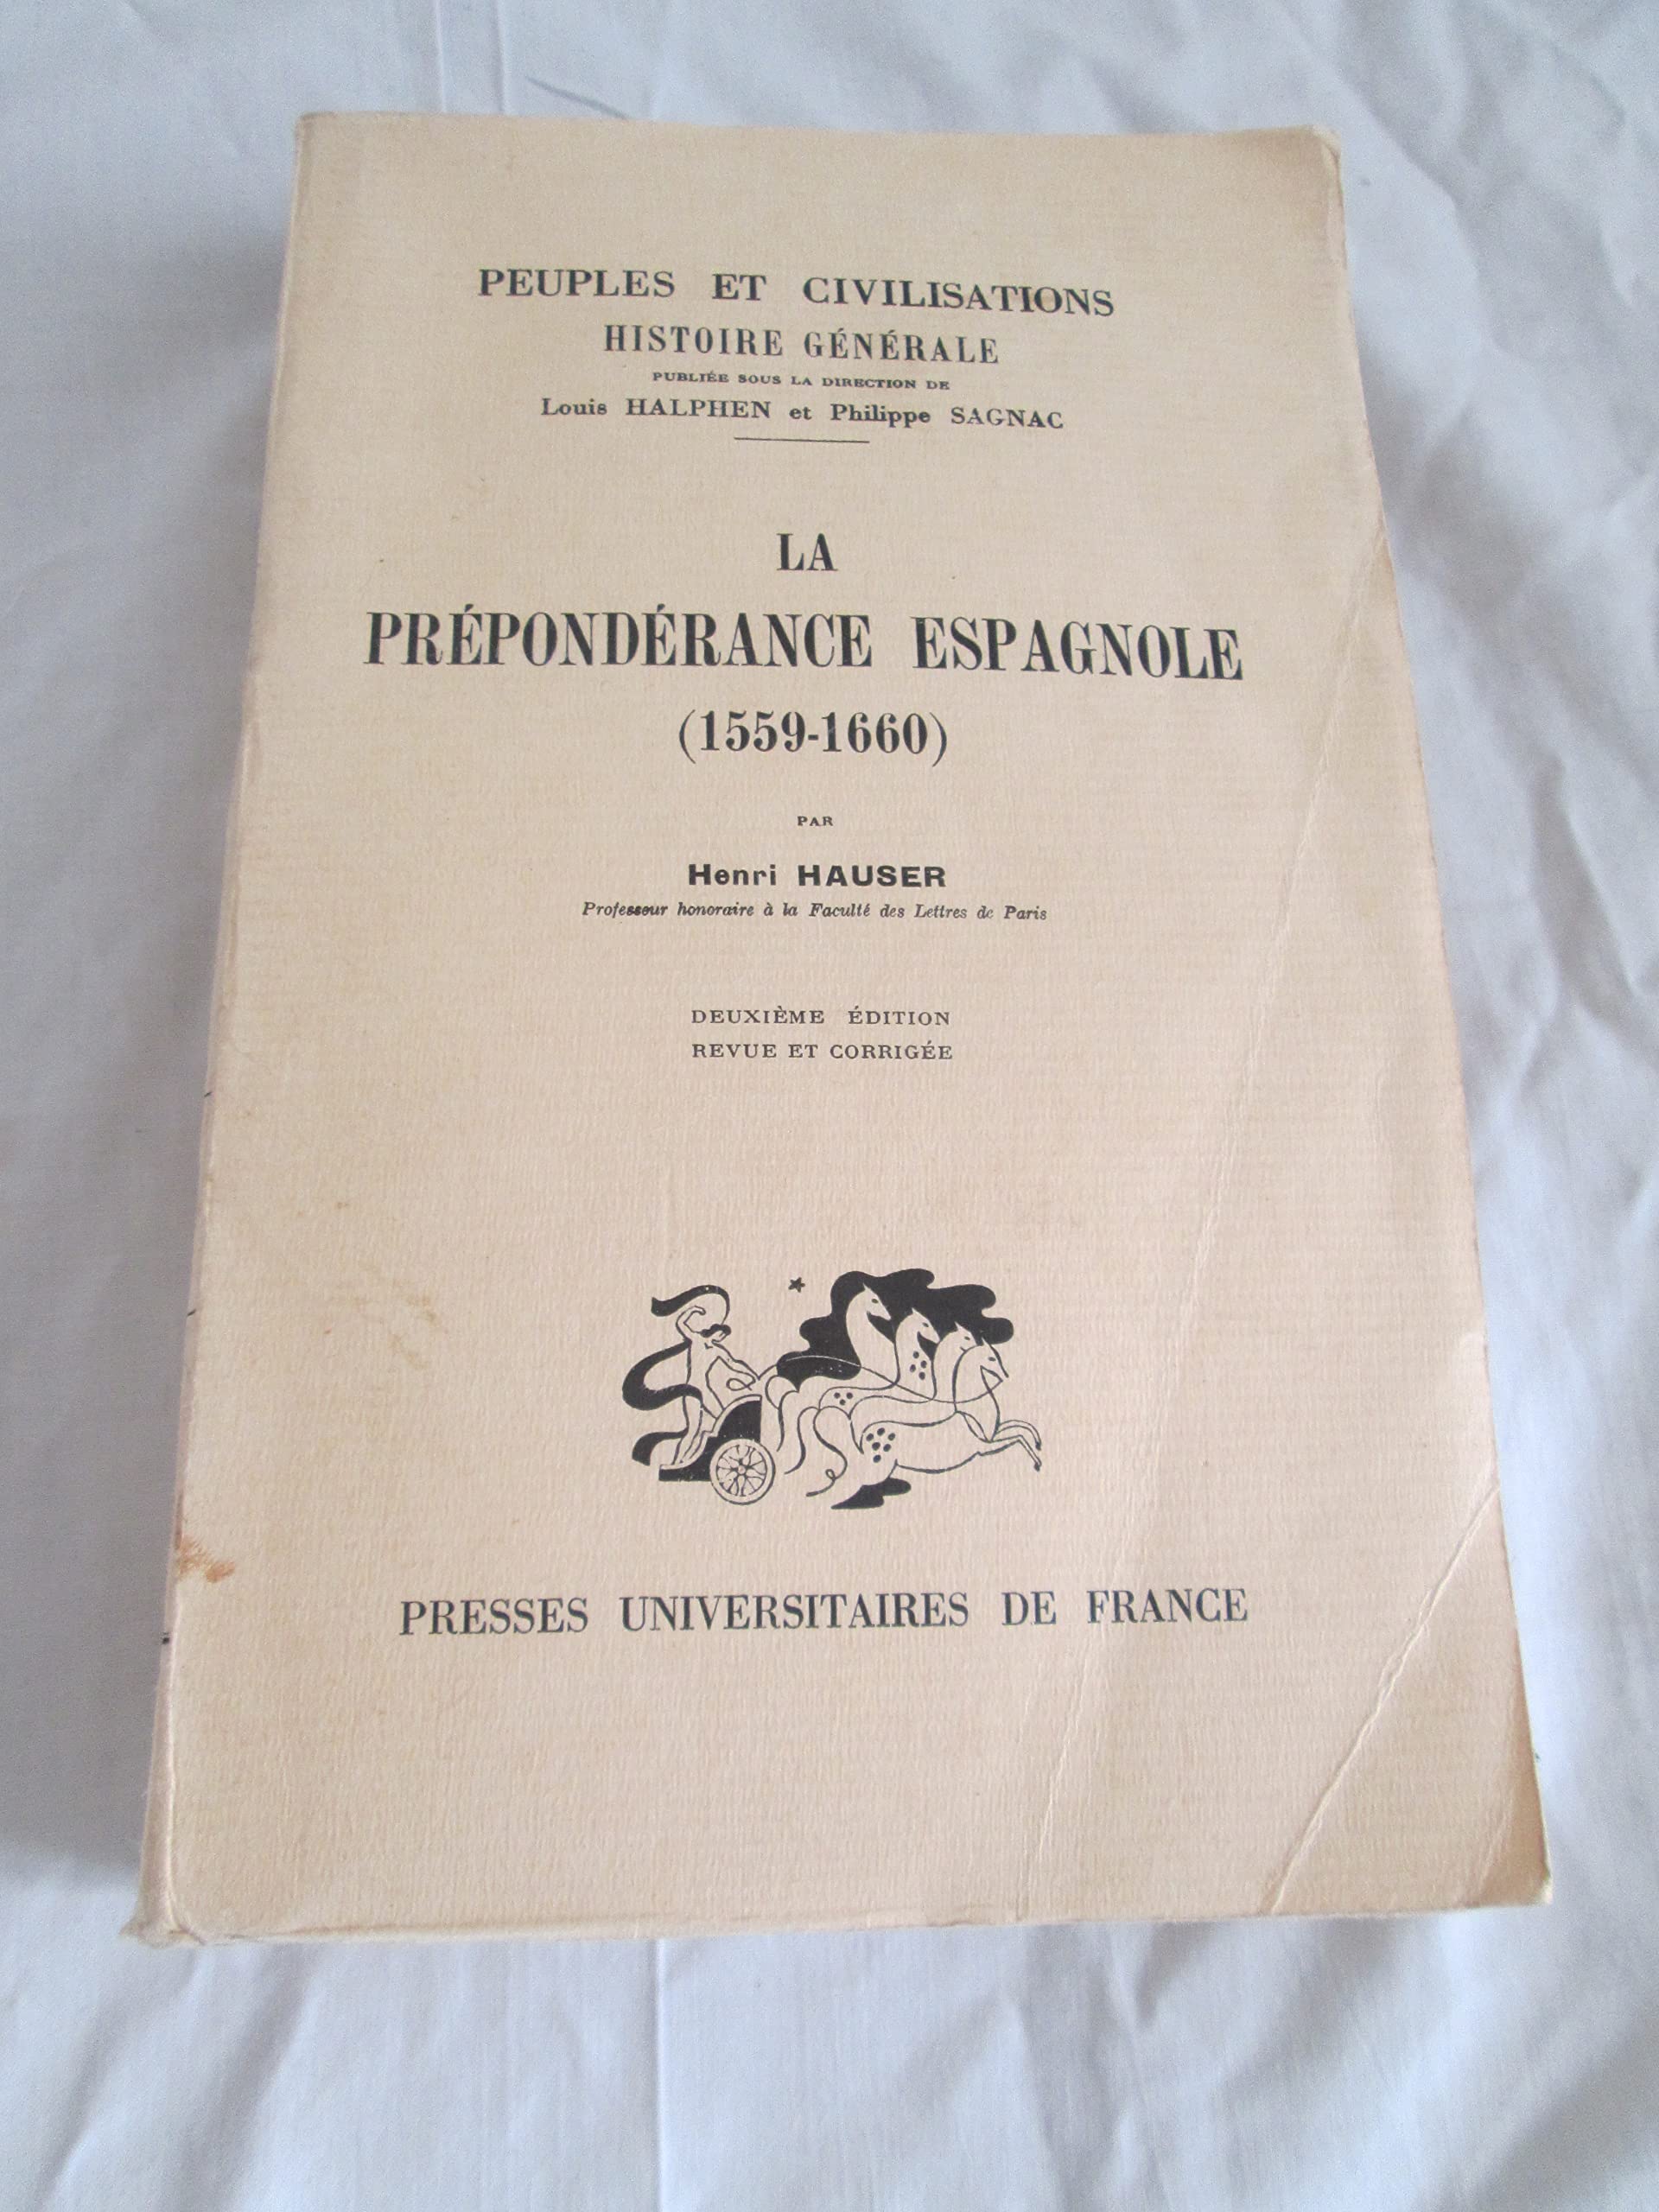 PEUPLES ET CIVILISATIONS
HISTOIRE GÉNÉRALE
PUBLIÉE SOUS LA DIRECTION DE
Louis HALPHEN et Philippe SAGNAC
LA
PRÉPONDÉRANCE ESPAGNOLE
(1559-1660)
PAR
Henri HAUSER
Professeur honoraire à la Faculté des Lettres de Paris
DEUXIÈME ÉDITION
REVUE ET CORRIGÉE
PRESSES UNIVERSITAIRES DE FRANCE